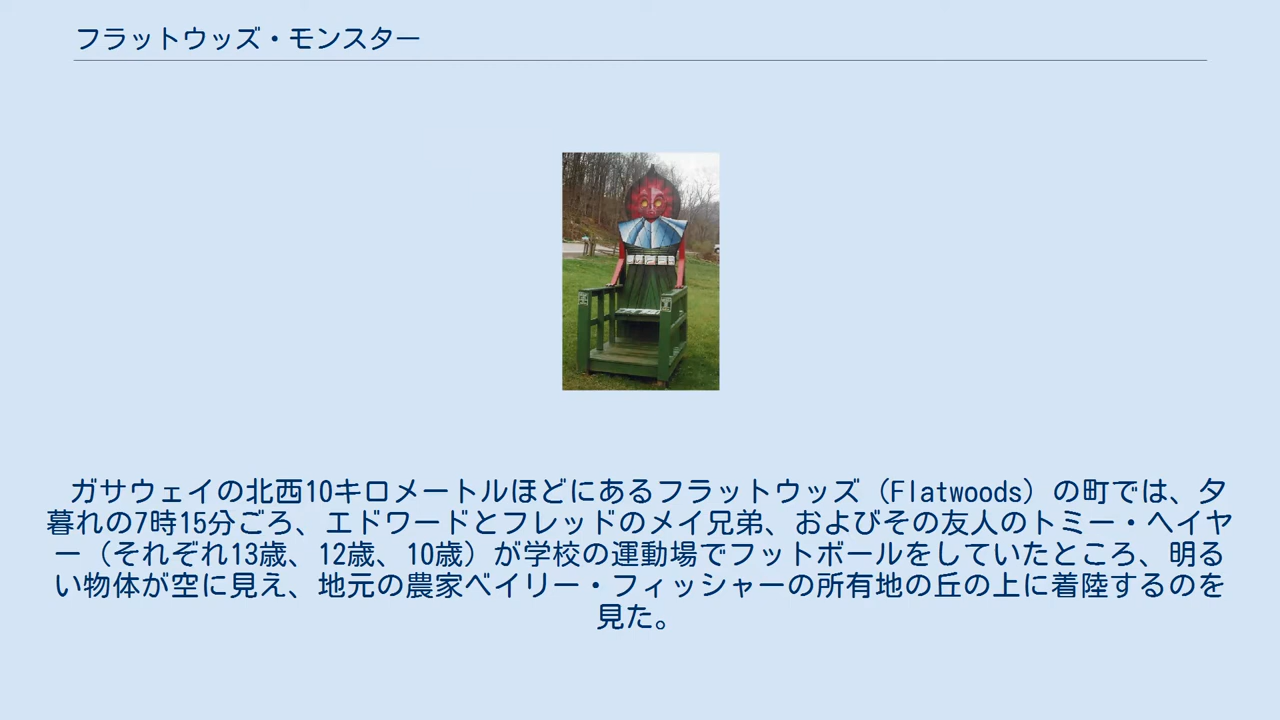 フラットウッズ・モンスター
ガサウェイの北西10キロメートルほどにあるフラットウッズ（Flatwoods）の町では、夕
暮れの7時15分ごろ、エドワードとフレッドのメイ兄弟、およびその友人のトミー・ヘイヤ
ー（それぞれ13歳、12歳、10歳）が学校の運動場でフットボールをしていたところ、明る
い物体が空に見え、地元の農家ベイリー・フィッシャーの所有地の丘の上に着陸するのを
見た。